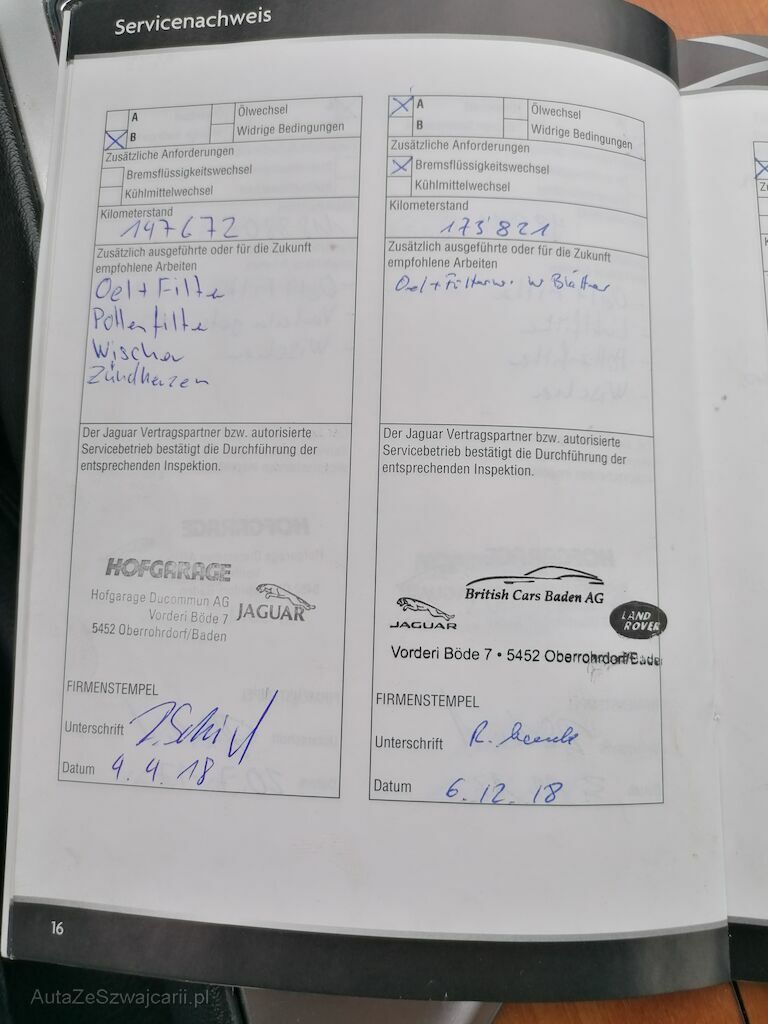 Servicenachweis
A
Ölwechsel
B
Widrige Bedingungen
Zusätzliche Anforderungen
Bremsflüssigkeitswechsel
Kühlmittelwechsel
Kilometerstand
147672
Zusätzlich ausgeführte oder für die Zukunft
empfohlene Arbeiten
Oel + Filter
Pollenfilter
Wischer
Zündkerzen
Der Jaguar Vertragspartner bzw. autorisierte
Servicebetrieb bestätigt die Durchführung der
entsprechenden Inspektion.
HOFGARAGE
Hofgarage Ducommun AG
Vorderi Böde 7
5452 Oberrohrdorf/Baden
JAGUAR
FIRMENSTEMPEL
Unterschrift
Datum 4. 4. 18
A
Ölwechsel
B
Widrige Bedingungen
Zusätzliche Anforderungen
Bremsflüssigkeitswechsel
Kühlmittelwechsel
Kilometerstand
173'821
Zusätzlich ausgeführte oder für die Zukunft
empfohlene Arbeiten
Oel + Filterw. W Blätter
Der Jaguar Vertragspartner bzw. autorisierte
Servicebetrieb bestätigt die Durchführung der
entsprechenden Inspektion.
British Cars Baden AG
JAGUAR
LAND
ROVER
Vorderi Böde 7 • 5452 Oberrohrdorf/Baden
FIRMENSTEMPEL
Unterschrift R.
Datum 6. 12. 18
16
AutaZeSzwajcarii.pl